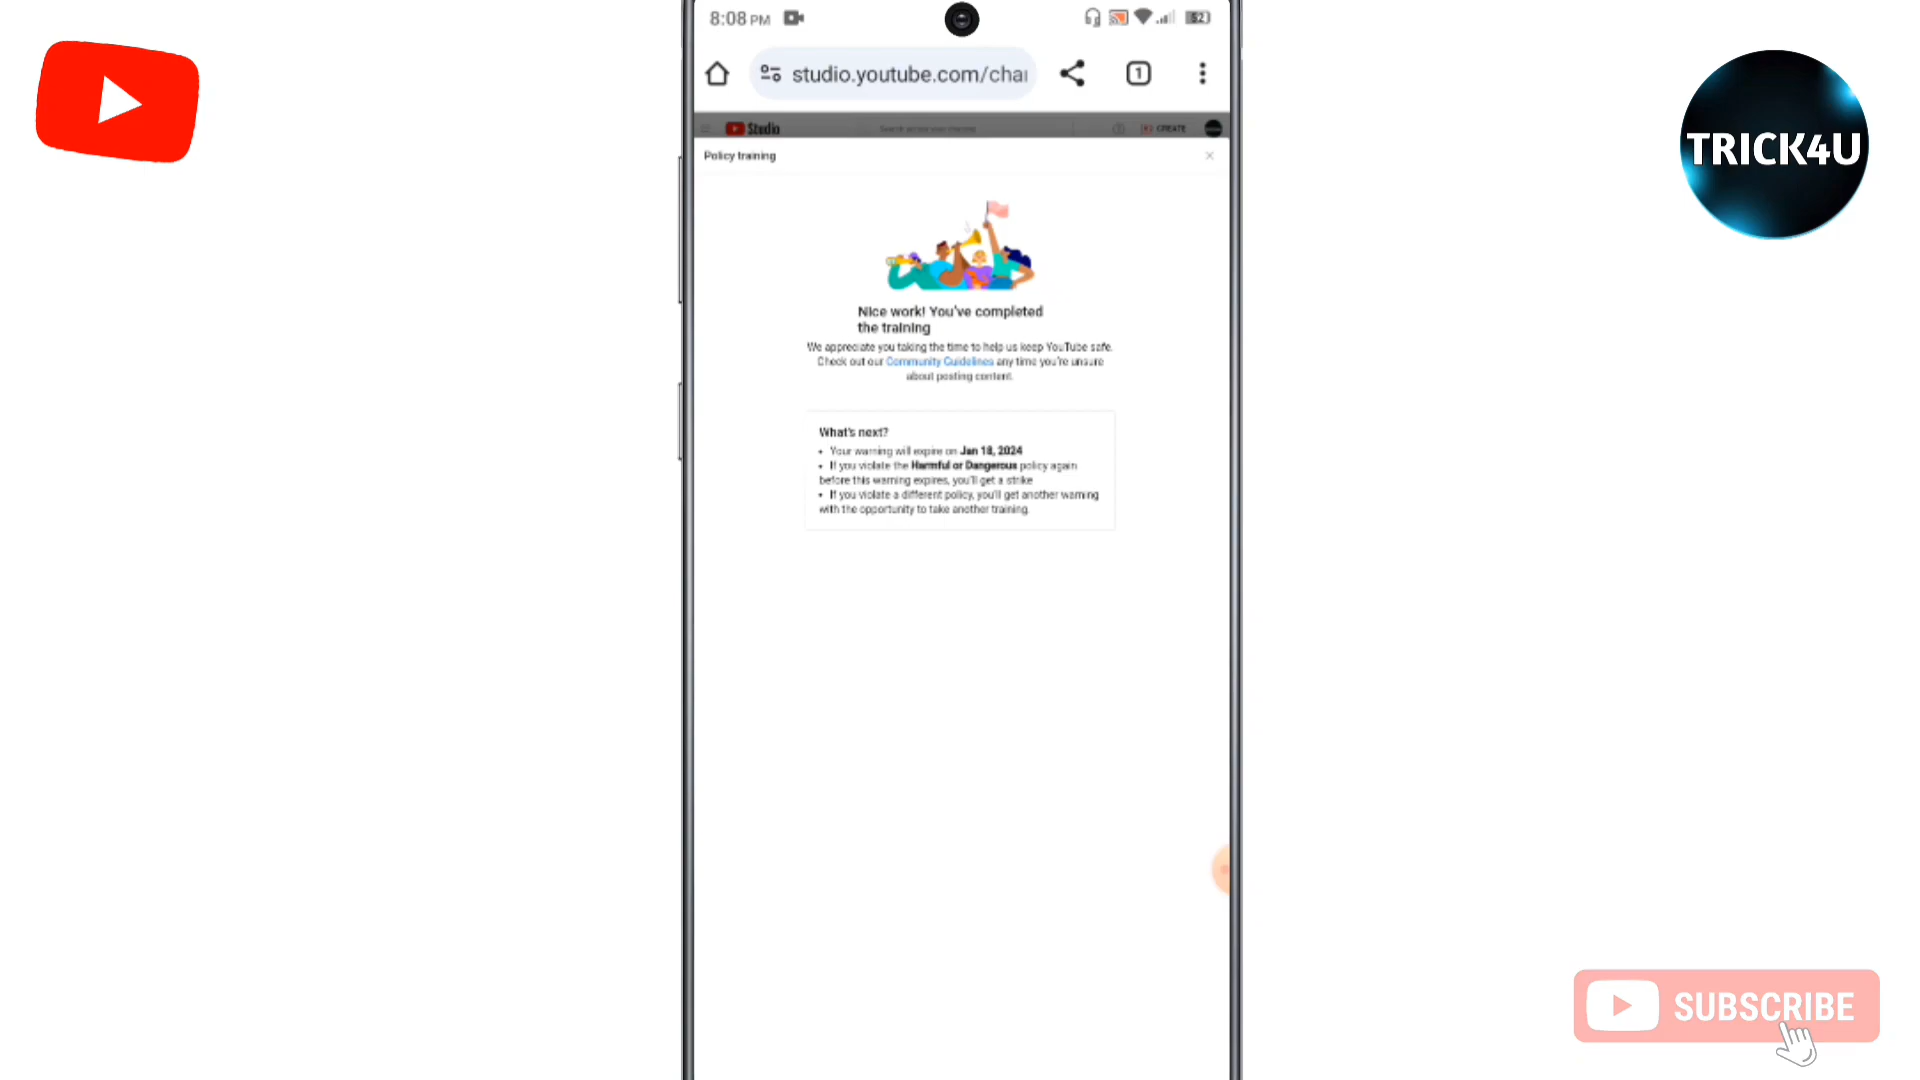 8:08 PM
52
studio.youtube.com/chai
1
TRICK4U
Studio
CREATE
Policy training
Nice work! You've completed
the training
We appreciate you taking the time to help us keep YouTube safe.
Check out our Community Guidelines any time you're unsure
about posting content.
What's next?
• Your warning will expire on Jan 18, 2024
• If you violate the Harmful or Dangerous policy again
before this warning expires, you'll get a strike
• If you violate a different policy, you'll get another warning
with the opportunity to take another training.
SUBSCRIBE